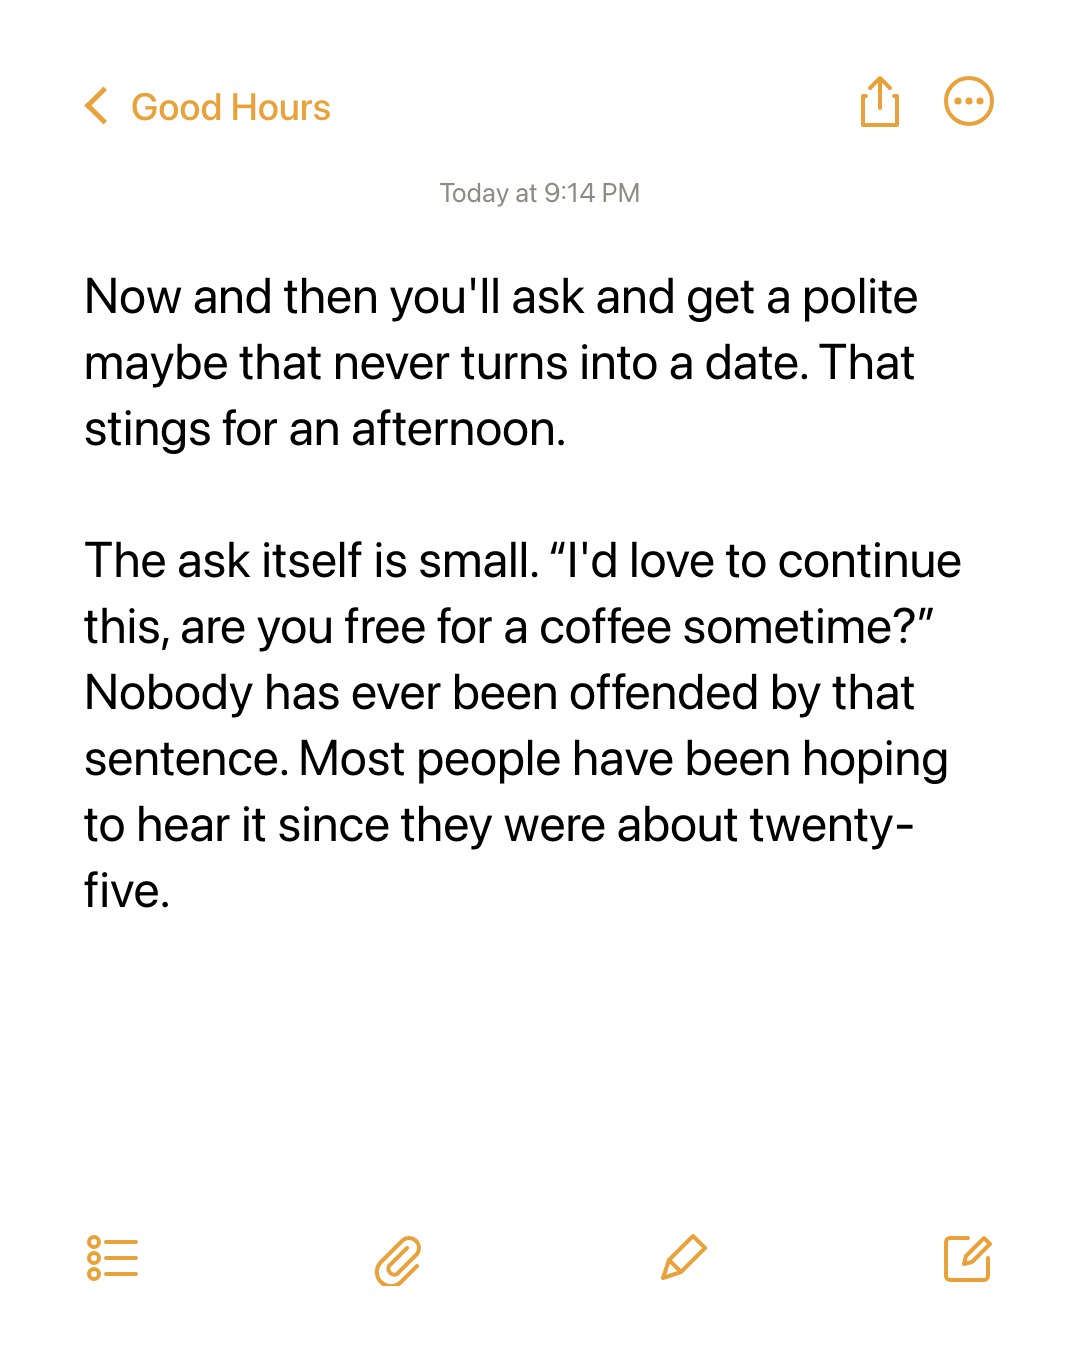 Good Hours
Today at 9:14 PM
Now and then you'll ask and get a polite
maybe that never turns into a date. That
stings for an afternoon.
The ask itself is small. “I'd love to continue
this, are you free for a coffee sometime?”
Nobody has ever been offended by that
sentence. Most people have been hoping
to hear it since they were about twenty-
five.